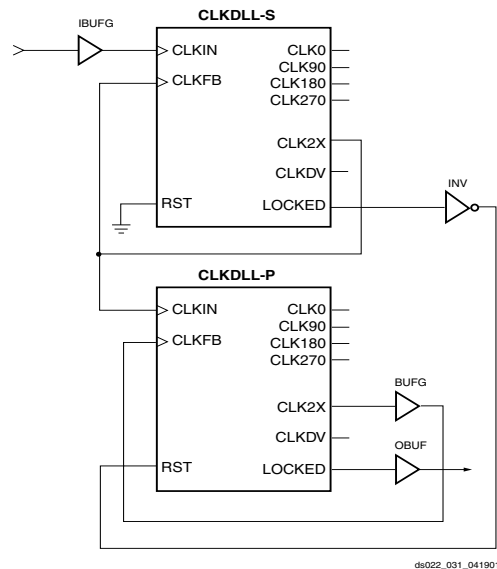 IBUFG
CLKDLL-S
CLKIN
CLK0
CLKFB
CLK90
CLK180
CLK270
CLK2X
CLKDV
INV
RST
LOCKED
CLKDLL-P
CLKIN
CLK0
CLKFB
CLK90
CLK180
CLK270
BUFG
CLK2X
CLKDV
OBUF
RST
LOCKED
ds022_031_041901